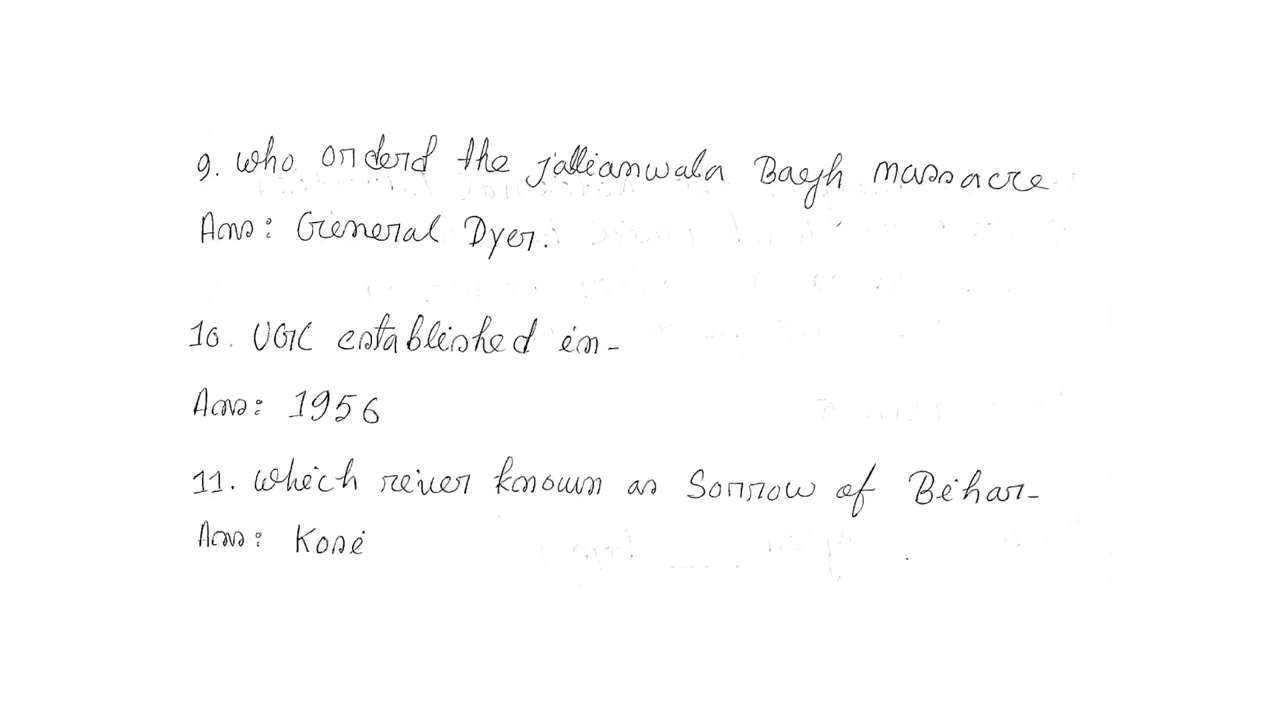 9. who orderd the jallianwala Bagh massacre
Ans: General Dyer.
10. UGC established in-
Ans: 1956
11. which river known as Sorrow of Bihar-
Ans: Kosi